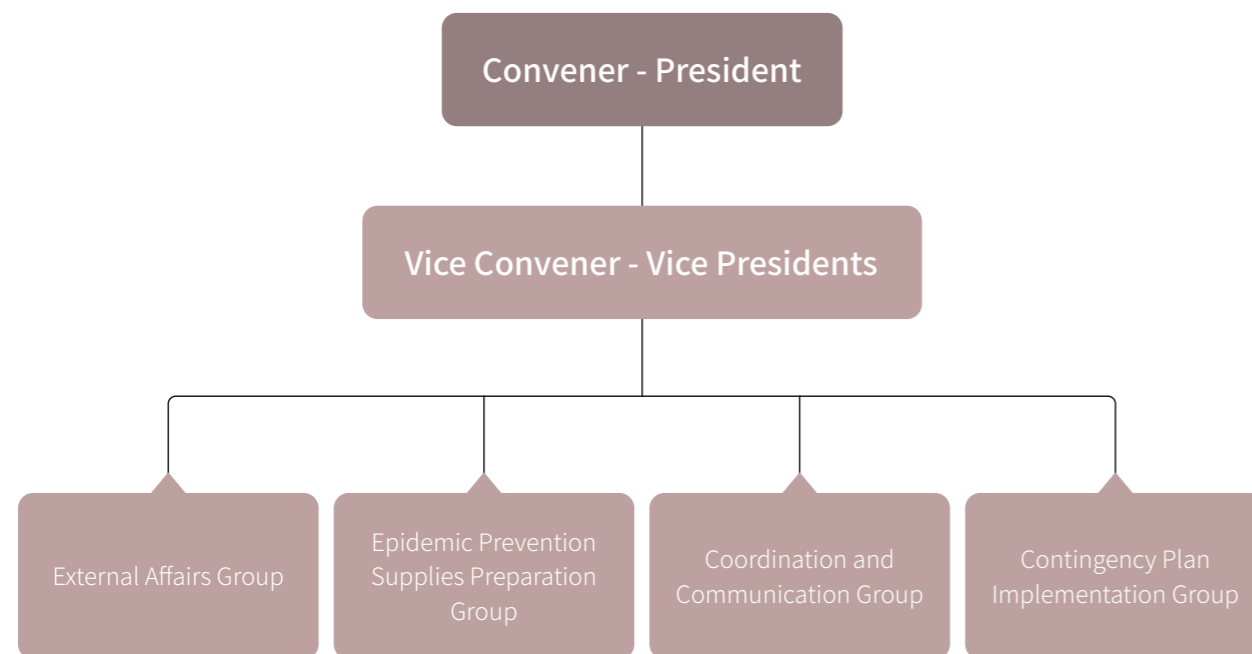 Convener - President
Vice Convener - Vice Presidents
External Affairs Group
Epidemic Prevention
Supplies Preparation
Group
Coordination and
Communication Group
Contingency Plan
Implementation Group